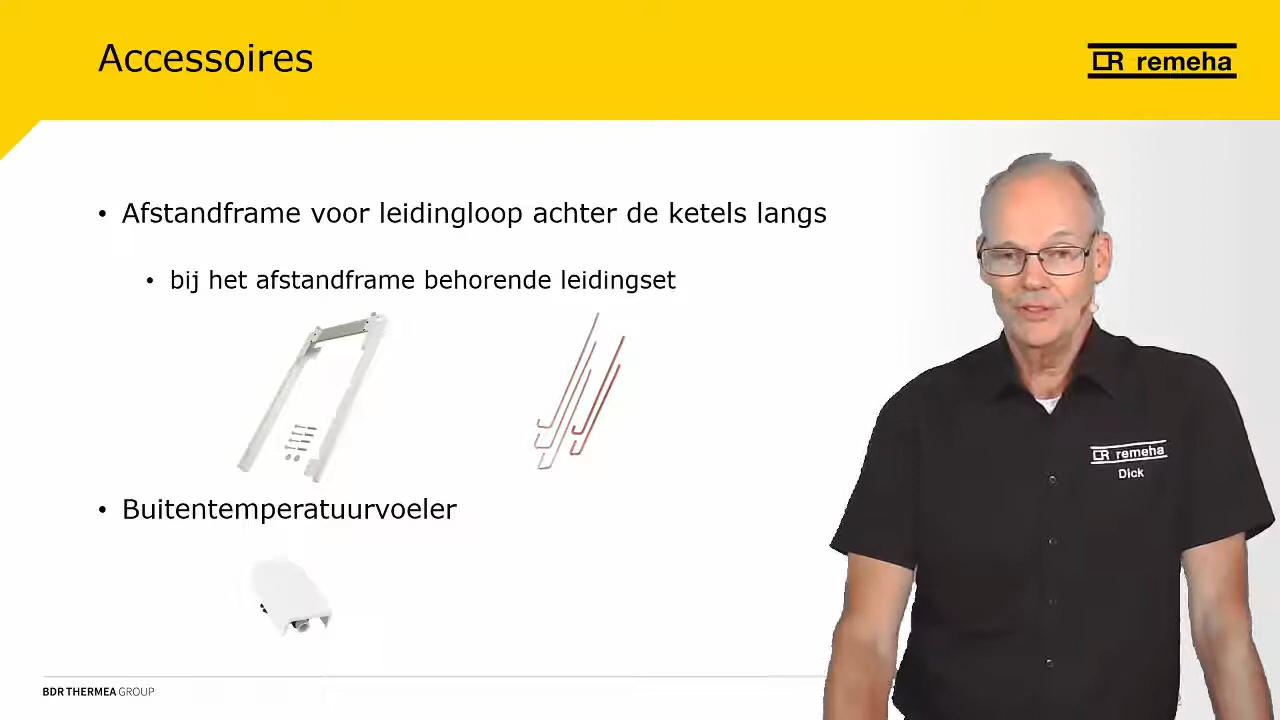 Accessoires
remeha
• Afstandframe voor leidingloop achter de ketels langs
• bij het afstandframe behorende leidingset
remeha
Dick
• Buitentemperatuurvoeler
BDR THERMEA GROUP